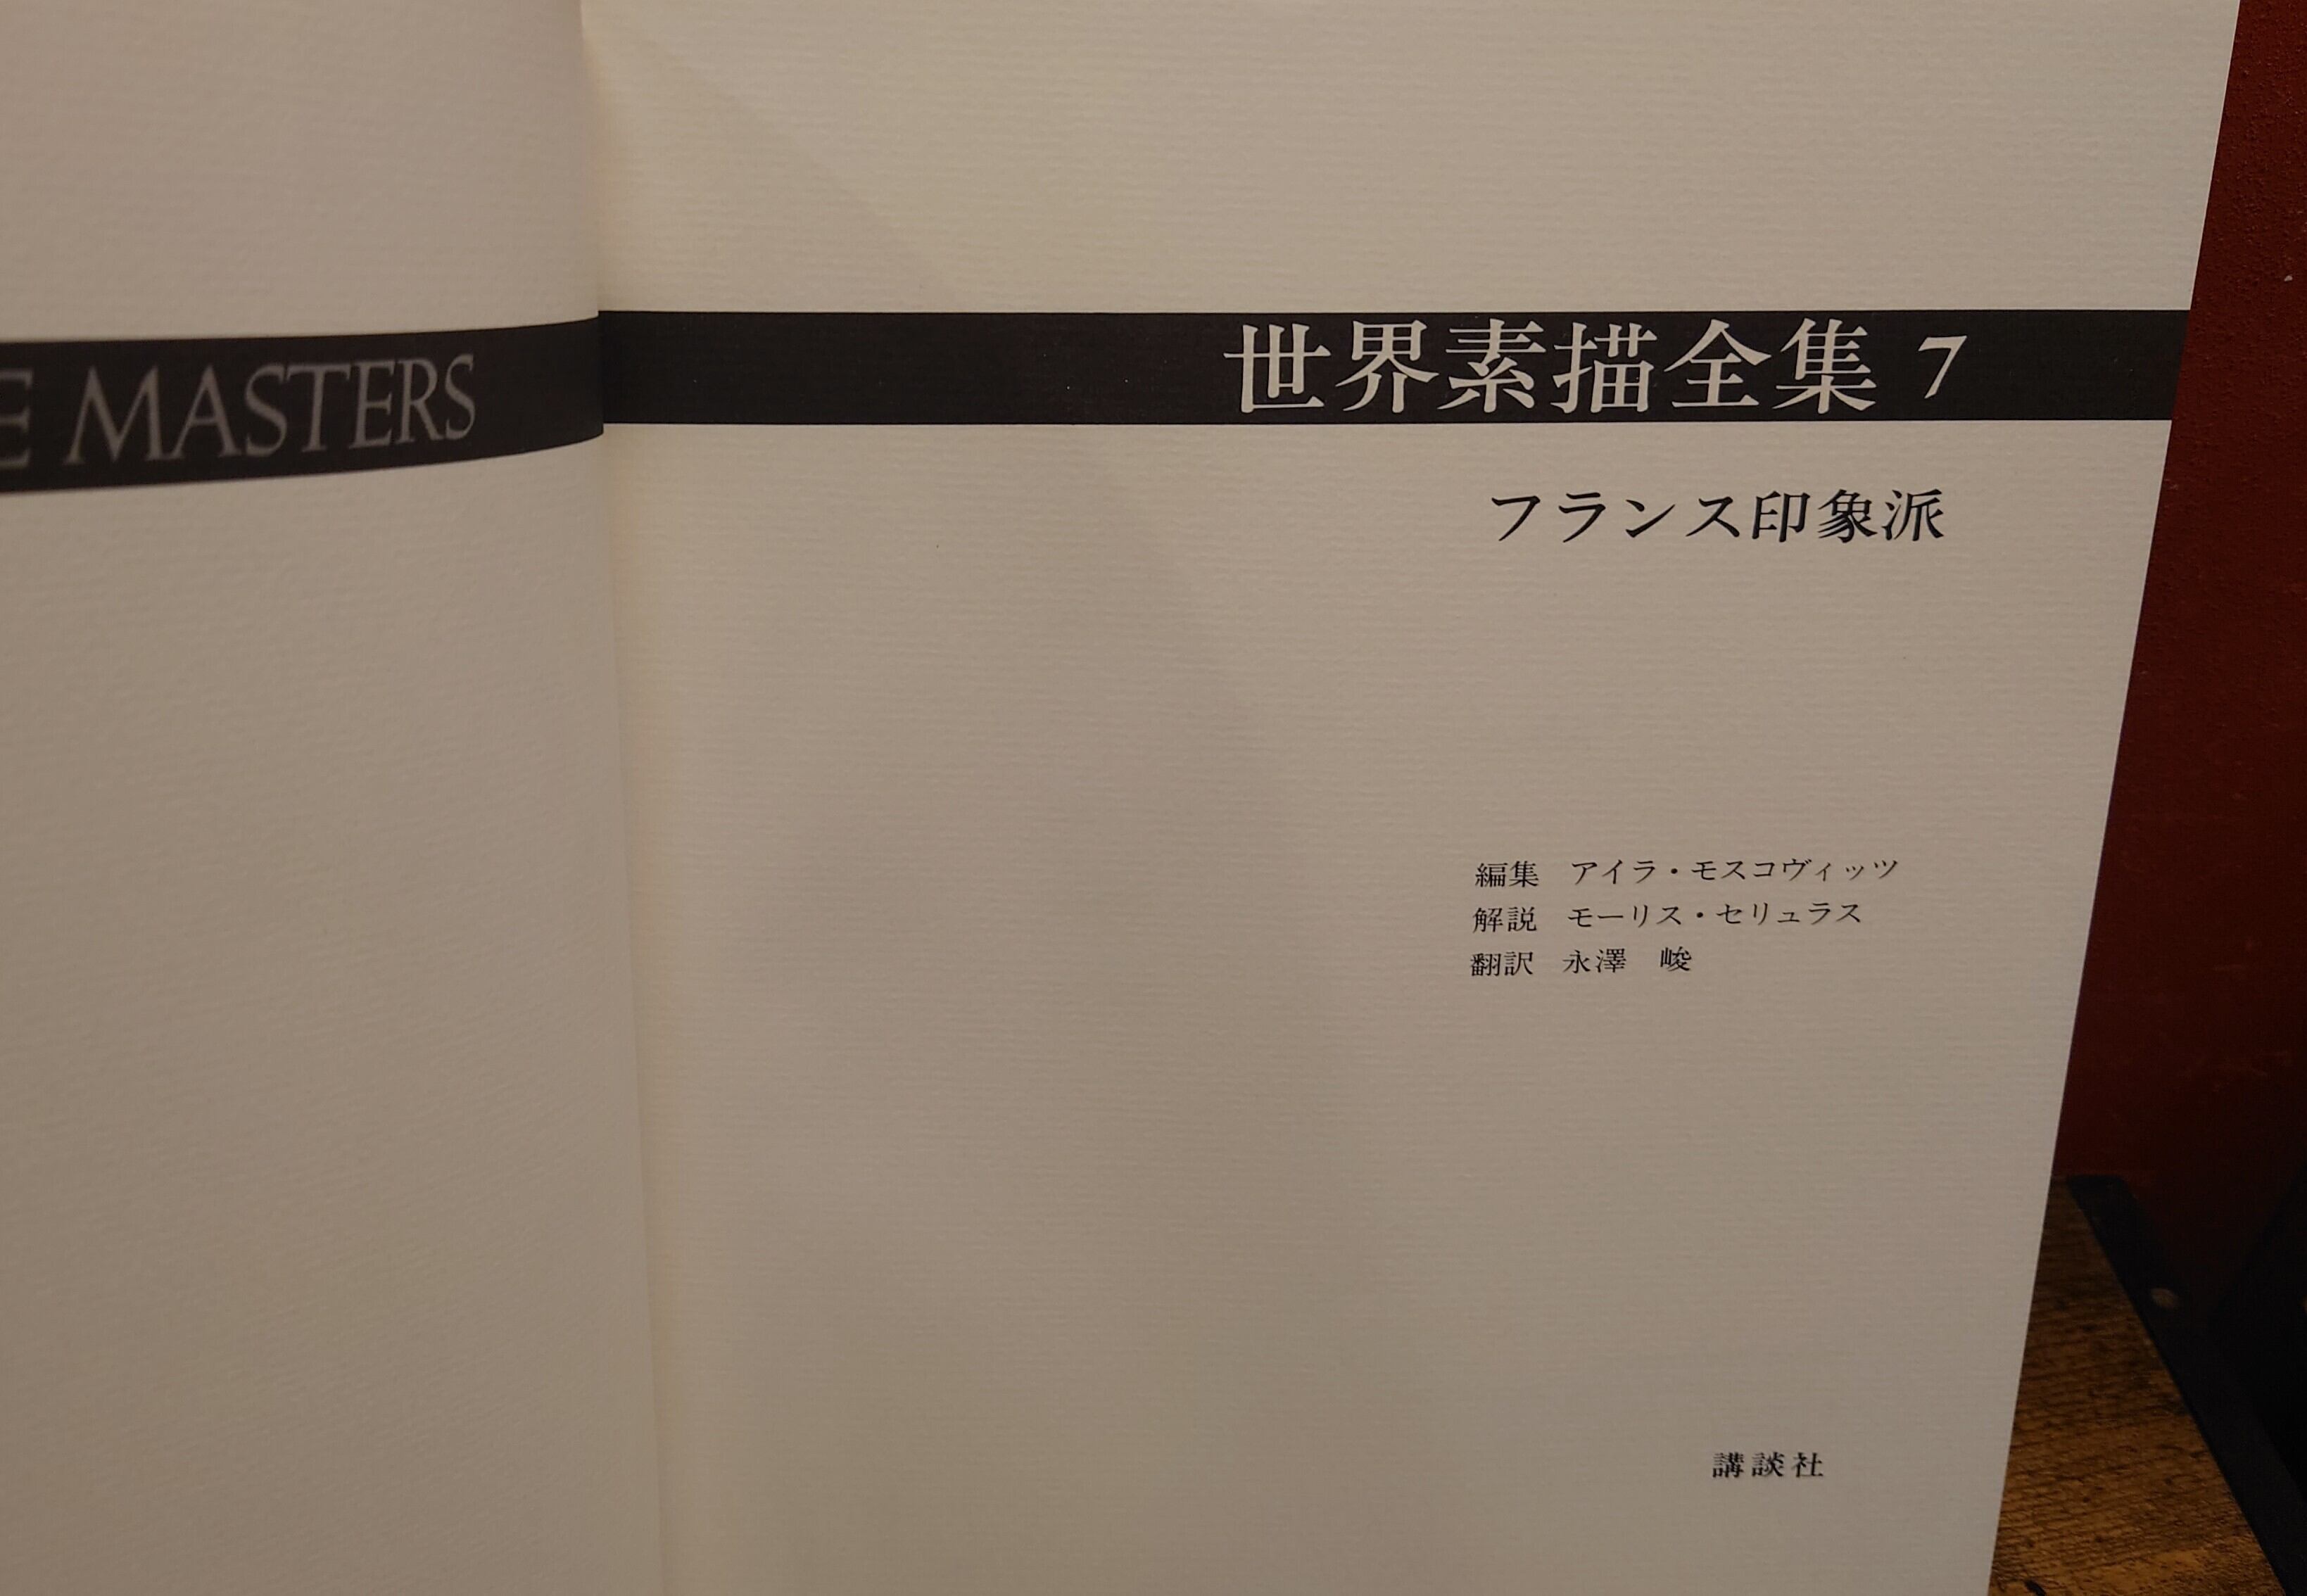 E MASTERS
世界素描全集 7
フランス印象派
編集 アイラ・モスコヴィッツ
解説 モーリス・セリュラス
翻訳 永澤 峻
講談社